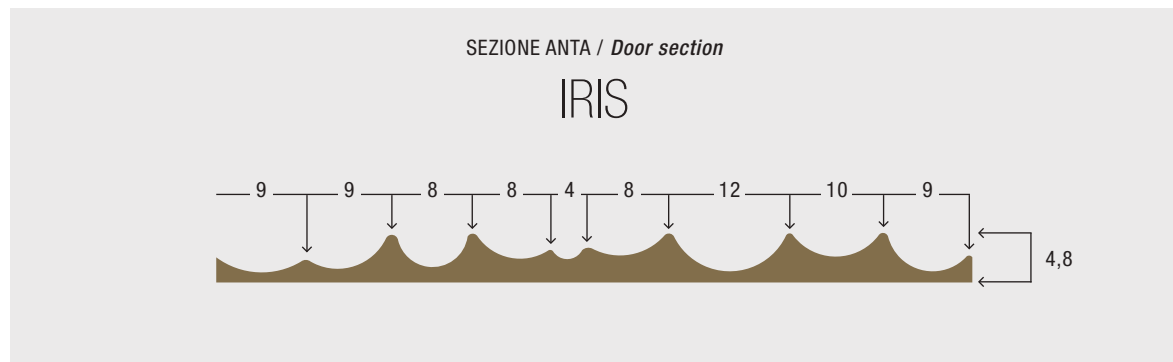 SEZIONE ANTA / Door section
IRIS
9 9 8 8 4 8 12 10 9
4,8